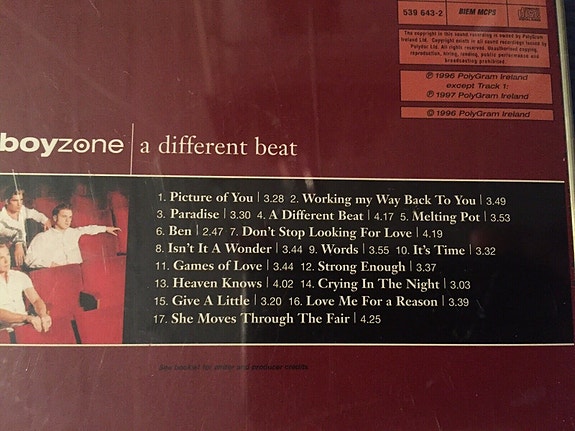 539 643-2
BIEM MCPS
The copyright in this sound recording is owned by PolyGram
Ireland Ltd. Copyright exists in all sound recordings issued by
Polydor Ltd. All rights reserved. Unauthorised copying,
reproduction, hiring, lending, public performance and
broadcasting prohibited.
℗ 1996 PolyGram Ireland
except Track 1:
℗ 1997 PolyGram Ireland
© 1996 PolyGram Ireland
boyzone | a different beat
1. Picture of You | 3.28 2. Working my Way Back To You | 3.49
3. Paradise | 3.30 4. A Different Beat | 4.17 5. Melting Pot | 3.53
6. Ben | 2.47 7. Don't Stop Looking For Love | 4.19
8. Isn't It A Wonder | 3.44 9. Words | 3.55 10. It's Time | 3.32
11. Games of Love | 3.44 12. Strong Enough | 3.37
13. Heaven Knows | 4.02 14. Crying In The Night | 3.03
15. Give A Little | 3.20 16. Love Me For a Reason | 3.39
17. She Moves Through The Fair | 4.25
See booklet for writer and producer credits